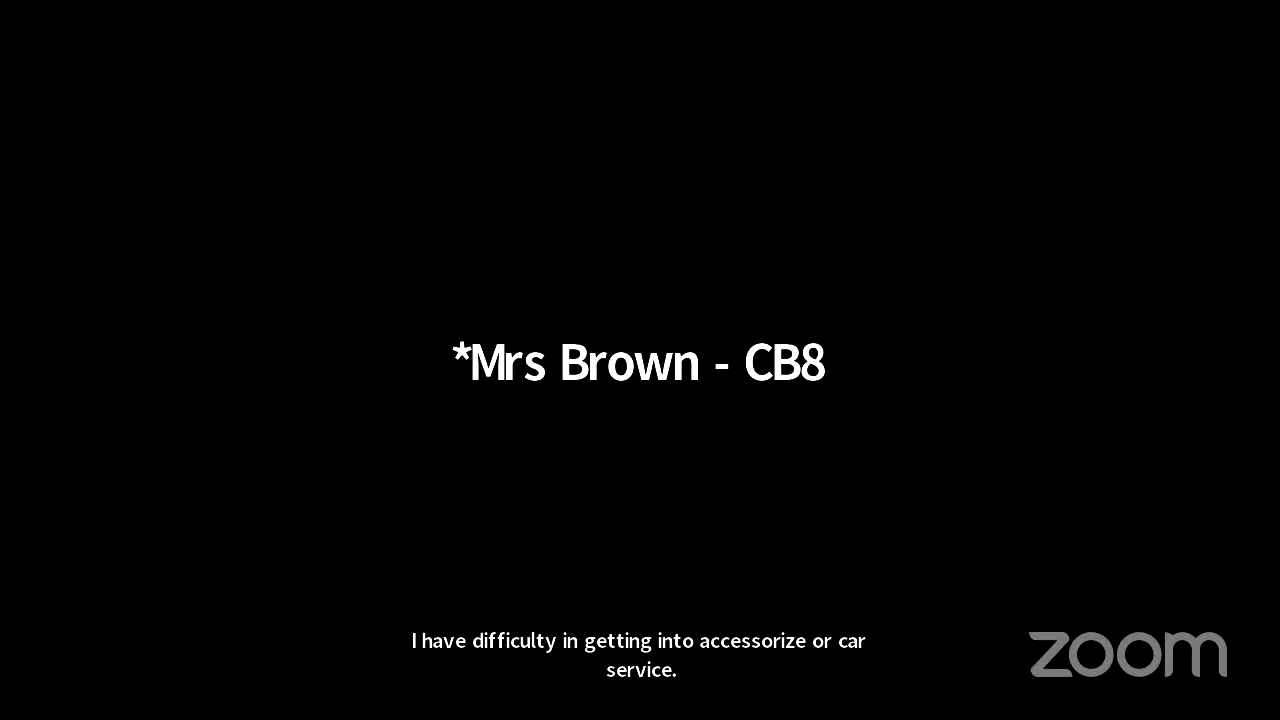 *Mrs Brown - CB8
I have difficulty in getting into accessorize or car
service.
zoom